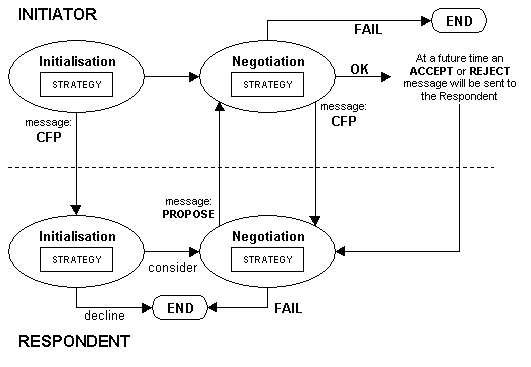 INITIATOR
END
FAIL
Initialisation
STRATEGY
Negotiation
STRATEGY
OK
At a future time an
ACCEPT or REJECT
message will be sent to
the Respondent
message:
CFP
message:
CFP
message:
PROPOSE
Initialisation
STRATEGY
consider
Negotiation
STRATEGY
decline
END
FAIL
RESPONDENT